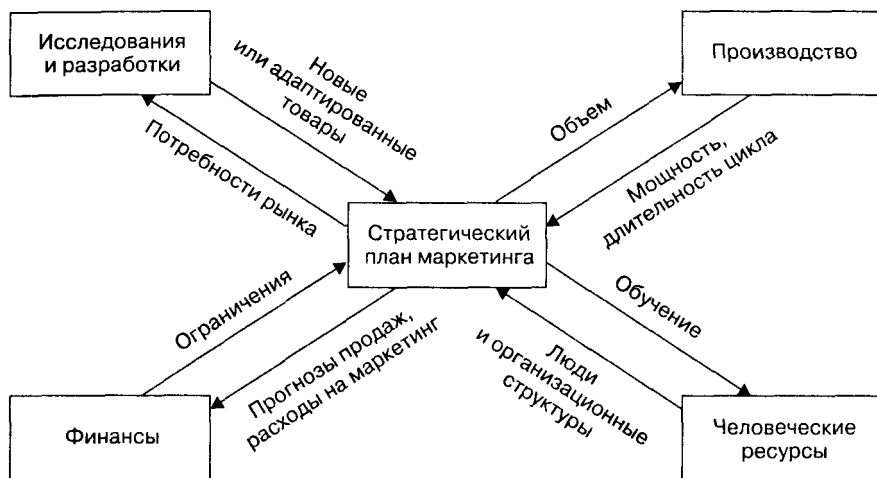 Исследования
и разработки
Производство
Новые
или адаптированные
товары
Потребности рынка
Объем
Мощность,
длительность цикла
Стратегический
план маркетинга
Ограничения
Прогнозы продаж,
расходы на маркетинг
Обучение
Люди
и организационные
структуры
Финансы
Человеческие
ресурсы